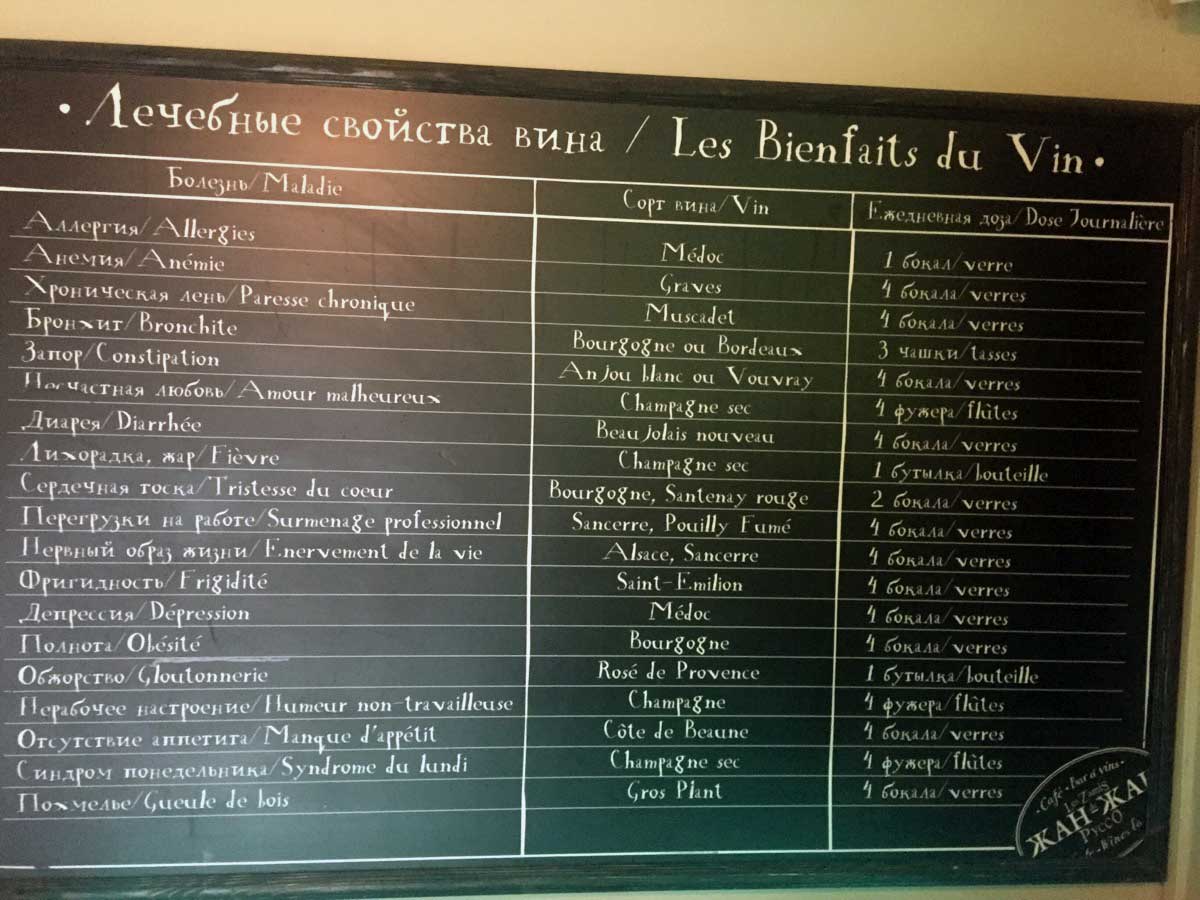 • Лечебные свойства вина / Les Bienfaits du Vin •
Болезнь/Maladie Сорт вина/Vin Ежедневная доза/Dose Journalière
Аллергия/Allergies Médoc 1 бокал/verre
Анемия/Anémie Graves 4 бокала/verres
Хроническая лень/Paresse chronique Muscadet 4 бокала/verres
Бронхит/Bronchite Bourgogne ou Bordeaux 3 чашки/tasses
Запор/Constipation Anjou blanc ou Vouvray 4 бокала/verres
Несчастная любовь/Amour malheureux Champagne sec 4 фужера/flûtes
Диарея/Diarrhée Beaujolais nouveau 4 бокала/verres
Лихорадка, жар/Fièvre Champagne sec 1 бутылка/bouteille
Сердечная тоска/Tristesse du coeur Bourgogne, Santenay rouge 2 бокала/verres
Перегрузки на работе/Surmenage professionnel Sancerre, Pouilly Fumé 4 бокала/verres
Нервный образ жизни/Enervement de la vie Alsace, Sancerre 4 бокала/verres
Фригидность/Frigidité Saint-Emilion 4 бокала/verres
Депрессия/Dépression Médoc 4 бокала/verres
Полнота/Obésité Bourgogne 4 бокала/verres
Обжорство/Gloutonnerie Rosé de Provence 1 бутылка/bouteille
Нерабочее настроение/Humeur non-travailleuse Champagne 4 фужера/flûtes
Отсутствие аппетита/Manque d'appétit Côte de Beaune 4 бокала/verres
Синдром понедельника/Syndrome du lundi Champagne sec 4 фужера/flûtes
Похмелье/Gueule de bois Gros Plant 4 бокала/verres
• Café • Bar à vins •
Les Zamis de
ЖАН-ЖА
РУССО